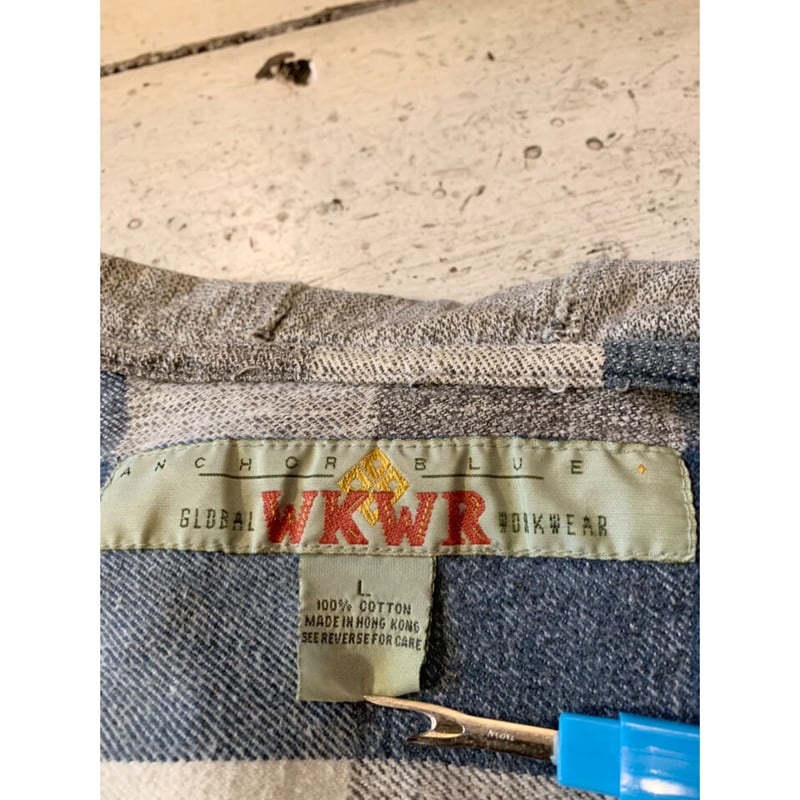 ANCHOR BLUE
GLOBAL WKWR WORKWEAR
L
100% COTTON
MADE IN HONG KONG
SEE REVERSE FOR CARE